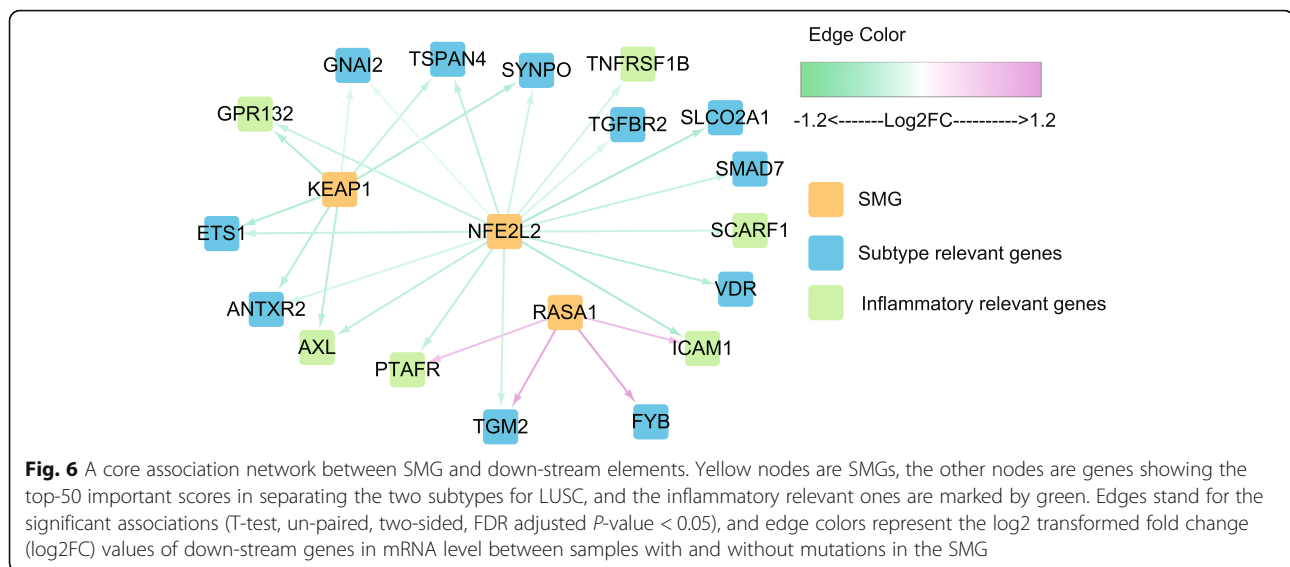 Edge Color
-1.2<-------Log2FC---------->1.2
GNAI2
TSPAN4
SYNPO
TNFRSF1B
GPR132
TGFBR2
SLCO2A1
SMAD7
KEAP1
SMG
ETS1
NFE2L2
SCARF1
Subtype relevant genes
VDR
ANTXR2
RASA1
Inflammatory relevant genes
AXL
PTAFR
ICAM1
TGM2
FYB
Fig. 6 A core association network between SMG and down-stream elements. Yellow nodes are SMGs, the other nodes are genes showing the
top-50 important scores in separating the two subtypes for LUSC, and the inflammatory relevant ones are marked by green. Edges stand for the
significant associations (T-test, un-paired, two-sided, FDR adjusted P-value < 0.05), and edge colors represent the log2 transformed fold change
(log2FC) values of down-stream genes in mRNA level between samples with and without mutations in the SMG